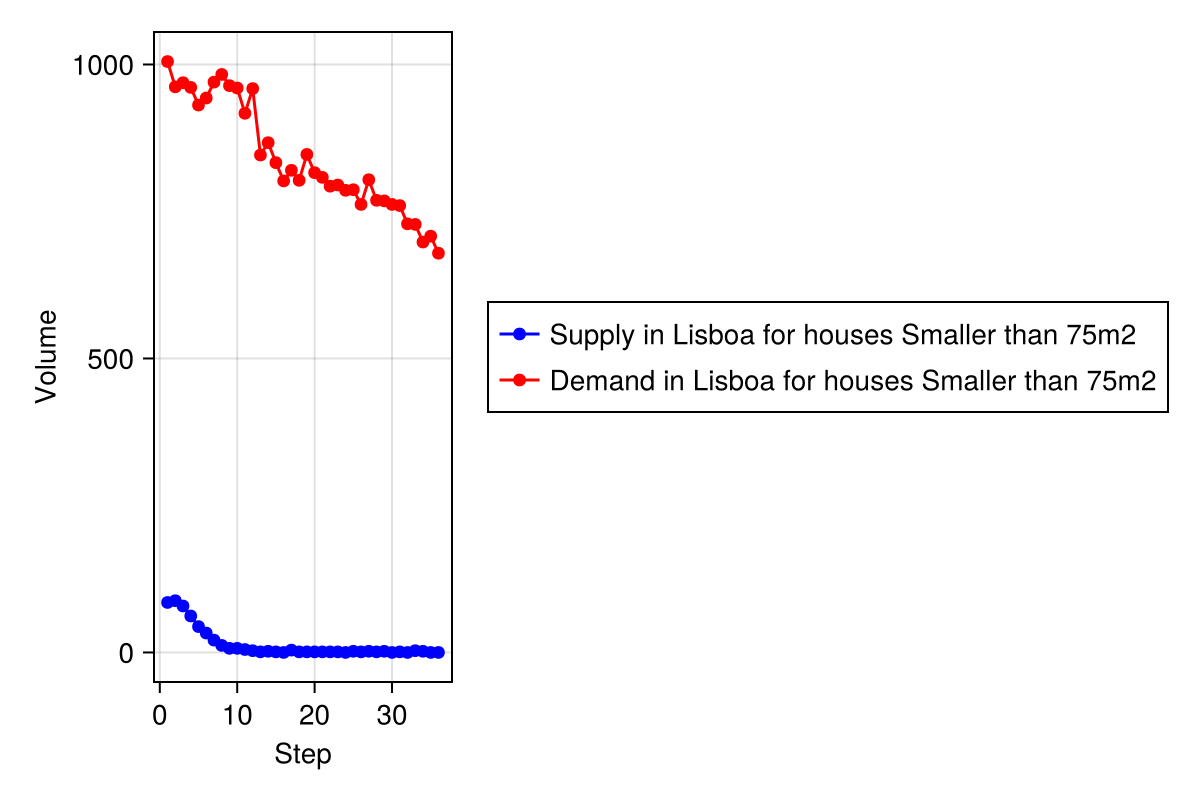 1000
500
0
Volume
0 10 20 30
Step
Supply in Lisboa for houses Smaller than 75m2
Demand in Lisboa for houses Smaller than 75m2